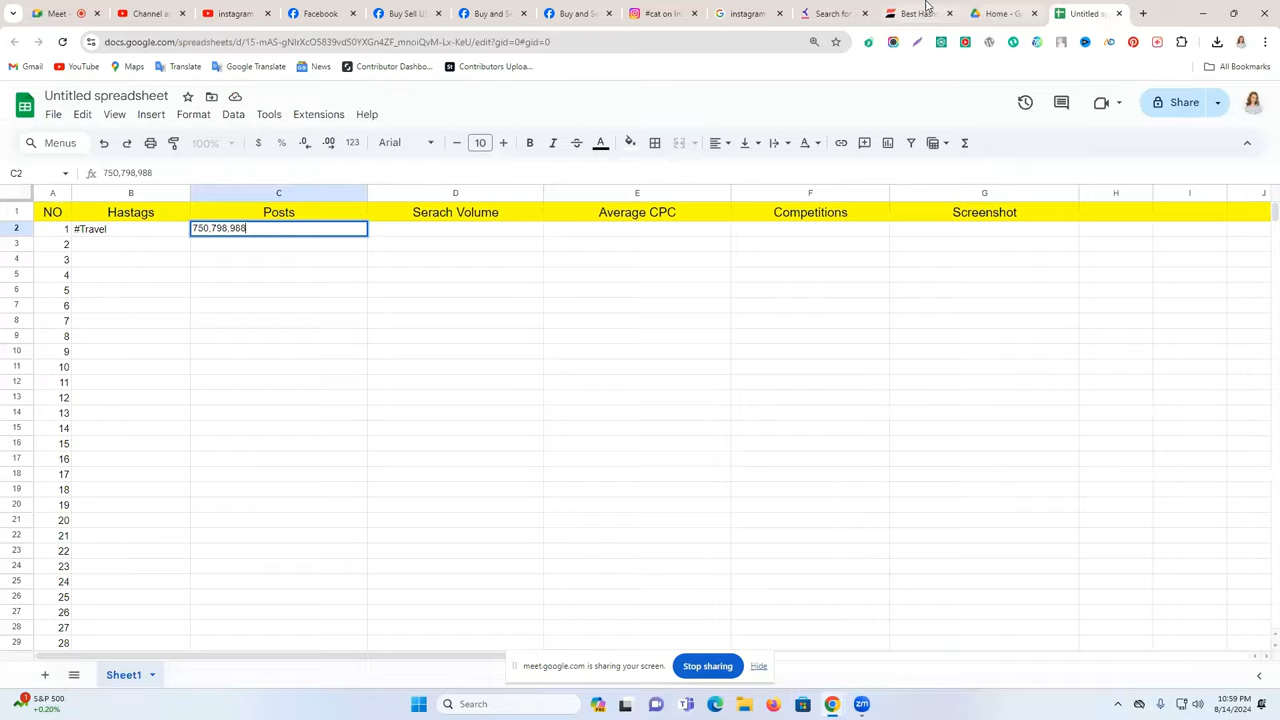 Meet -
Channel a
instagram
Facebook
Buy Sell U
Buy and Se
Buy and Se
#cat on In
instagram
Search for
Best Ha
Home - G
Untitled sp
docs.google.com/spreadsheets/d/15-mAS-gNIrXcOS839vdS0YXGn4ZF_mnoiQvM-Lx-KeU/edit?gid=0#gid=0
Gmail
YouTube
Maps
Translate
Google Translate
News
Contributor Dashbo...
Contributors Uploa...
All Bookmarks
Untitled spreadsheet
File Edit View Insert Format Data Tools Extensions Help
Share
Menus
100%
$ % .0 .00 123
Arial
10
B I A
C2
fx 750,798,988
A B C D E F G H I J
1 NO Hastags Posts Serach Volume Average CPC Competitions Screenshot
2 1 #Travel 750,798,988
3 2
4 3
5 4
6 5
7 6
8 7
9 8
10 9
11 10
12 11
13 12
14 13
15 14
16 15
17 16
18 17
19 18
20 19
21 20
22 21
23 22
24 23
25 24
26 25
27 26
28 27
29 28
meet.google.com is sharing your screen.
Stop sharing
Hide
Sheet1
S&P 500
+0.20%
1
Search
zm
10:59 PM
8/14/2024